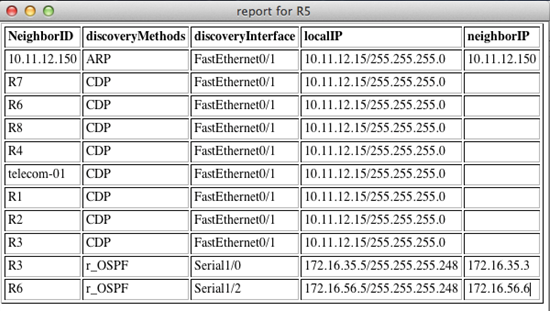 report for R5
NeighborID discoveryMethods discoveryInterface localIP neighborIP
10.11.12.150 ARP FastEthernet0/1 10.11.12.15/255.255.255.0 10.11.12.150
R7 CDP FastEthernet0/1 10.11.12.15/255.255.255.0
R6 CDP FastEthernet0/1 10.11.12.15/255.255.255.0
R8 CDP FastEthernet0/1 10.11.12.15/255.255.255.0
R4 CDP FastEthernet0/1 10.11.12.15/255.255.255.0
telecom-01 CDP FastEthernet0/1 10.11.12.15/255.255.255.0
R1 CDP FastEthernet0/1 10.11.12.15/255.255.255.0
R2 CDP FastEthernet0/1 10.11.12.15/255.255.255.0
R3 CDP FastEthernet0/1 10.11.12.15/255.255.255.0
R3 r_OSPF Serial1/0 172.16.35.5/255.255.255.248 172.16.35.3
R6 r_OSPF Serial1/2 172.16.56.5/255.255.255.248 172.16.56.6